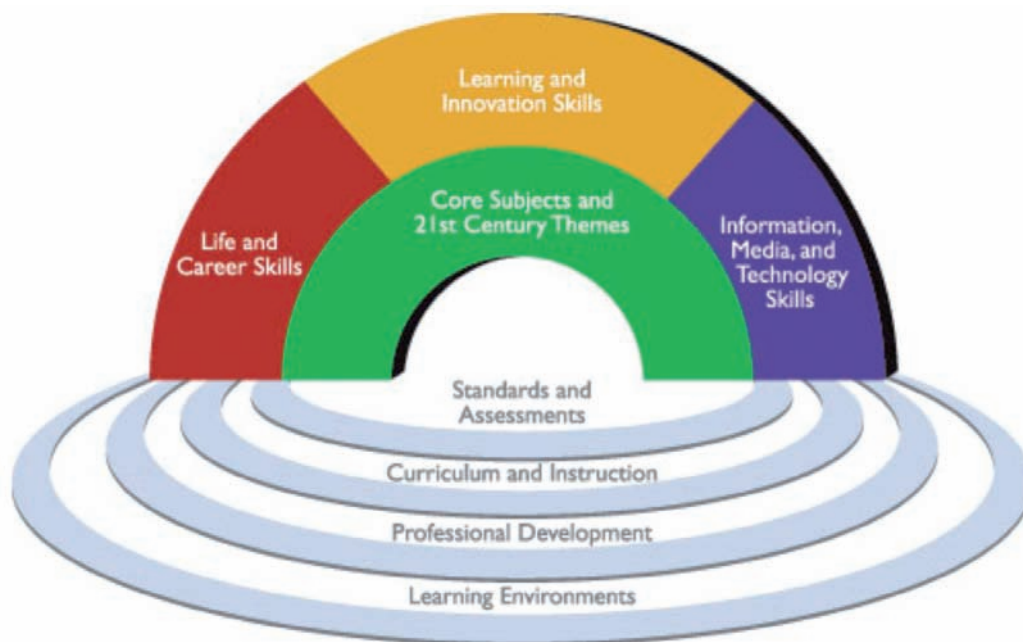 Learning and
Innovation Skills
Core Subjects and
21st Century Themes
Life and
Career Skills
Information,
Media, and
Technology
Skills
Standards and
Assessments
Curriculum and Instruction
Professional Development
Learning Environments